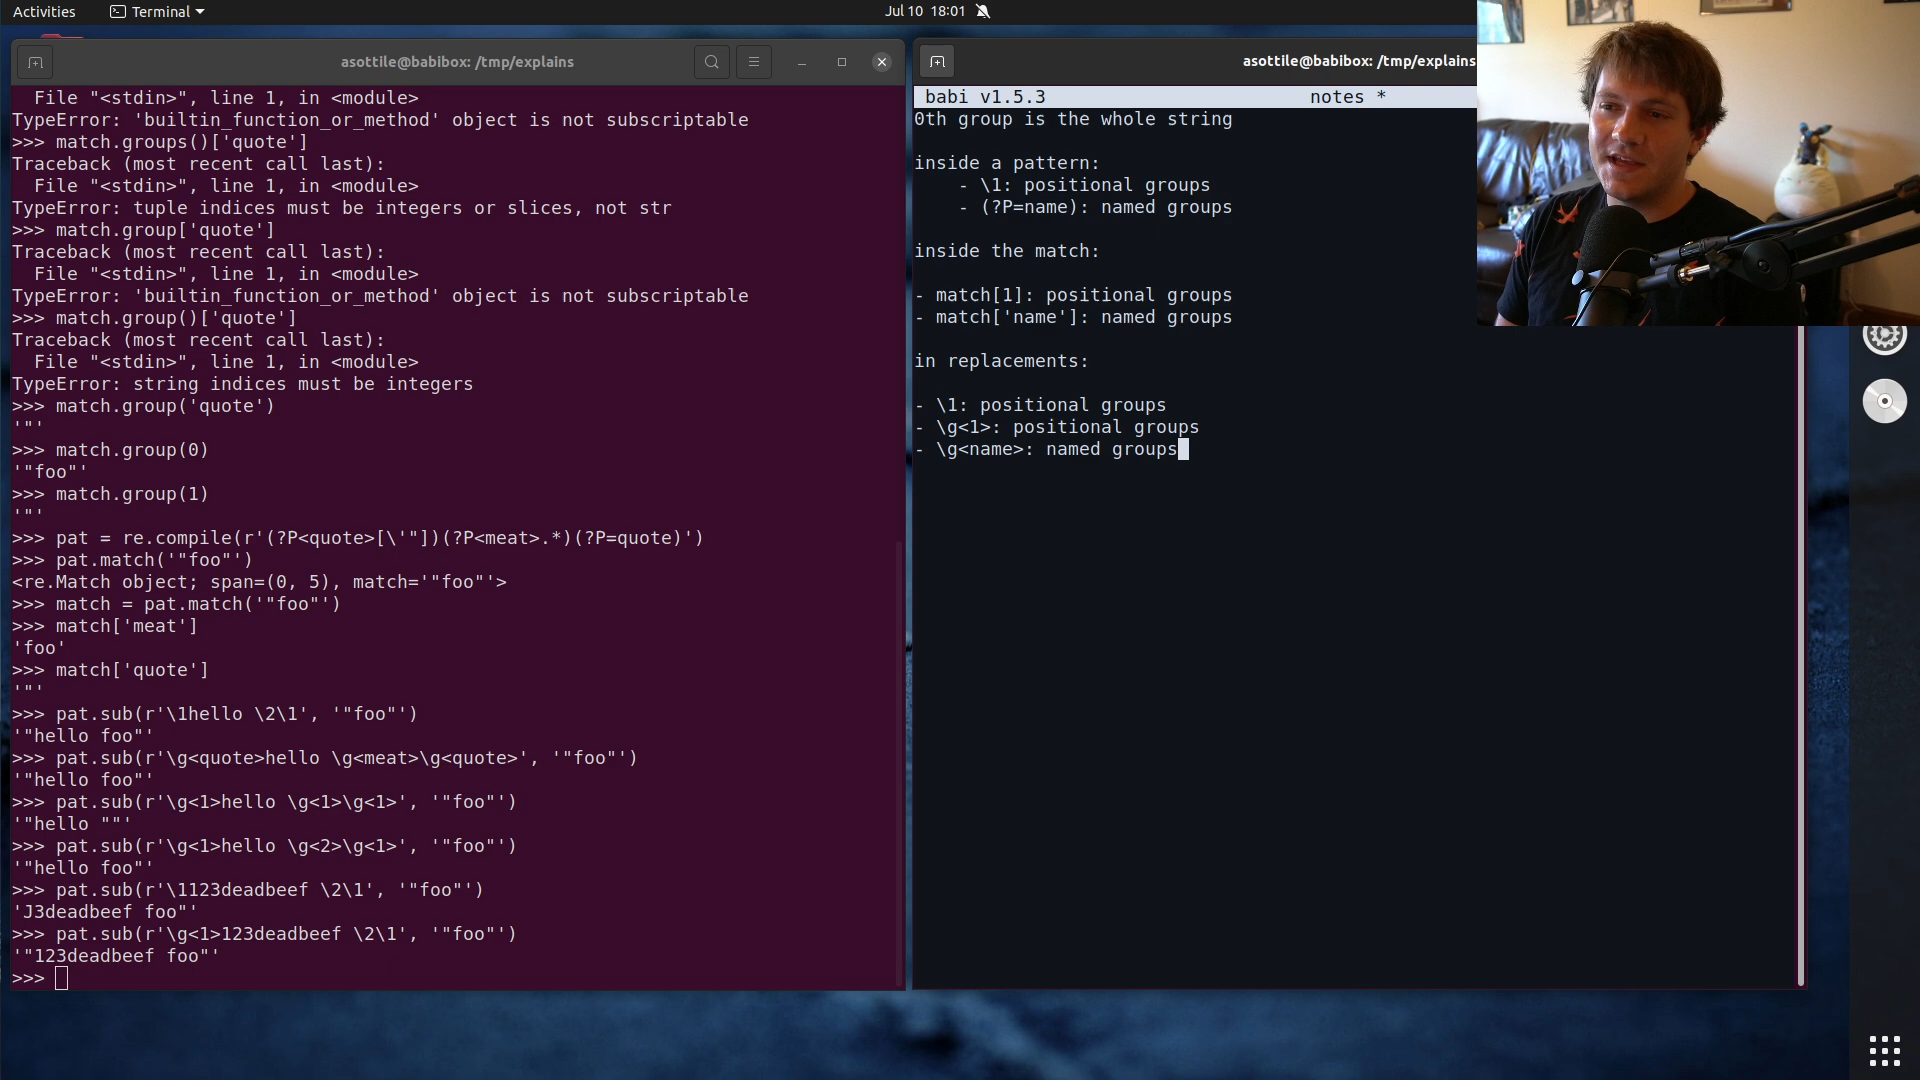 Activities
Terminal
Jul 10 18:01
asottile@babibox: /tmp/explains
  File "<stdin>", line 1, in <module>
TypeError: 'builtin_function_or_method' object is not subscriptable
>>> match.groups()['quote']
Traceback (most recent call last):
  File "<stdin>", line 1, in <module>
TypeError: tuple indices must be integers or slices, not str
>>> match.group['quote']
Traceback (most recent call last):
  File "<stdin>", line 1, in <module>
TypeError: 'builtin_function_or_method' object is not subscriptable
>>> match.group()['quote']
Traceback (most recent call last):
  File "<stdin>", line 1, in <module>
TypeError: string indices must be integers
>>> match.group('quote')
'"'
>>> match.group(0)
'"foo"'
>>> match.group(1)
'"'
>>> pat = re.compile(r'(?P<quote>[\'"])(?P<meat>.*)(?P=quote)')
>>> pat.match('"foo"')
<re.Match object; span=(0, 5), match='"foo"'>
>>> match = pat.match('"foo"')
>>> match['meat']
'foo'
>>> match['quote']
'"'
>>> pat.sub(r'\1hello \2\1', '"foo"')
'"hello foo"'
>>> pat.sub(r'\g<quote>hello \g<meat>\g<quote>', '"foo"')
'"hello foo"'
>>> pat.sub(r'\g<1>hello \g<1>\g<1>', '"foo"')
'"hello ""'
>>> pat.sub(r'\g<1>hello \g<2>\g<1>', '"foo"')
'"hello foo"'
>>> pat.sub(r'\1123deadbeef \2\1', '"foo"')
'J3deadbeef foo"'
>>> pat.sub(r'\g<1>123deadbeef \2\1', '"foo"')
'"123deadbeef foo"'
>>>
asottile@babibox: /tmp/explains
babi v1.5.3 notes *
0th group is the whole string
inside a pattern:
    - \1: positional groups
    - (?P=name): named groups
inside the match:
- match[1]: positional groups
- match['name']: named groups
in replacements:
- \1: positional groups
- \g<1>: positional groups
- \g<name>: named groups